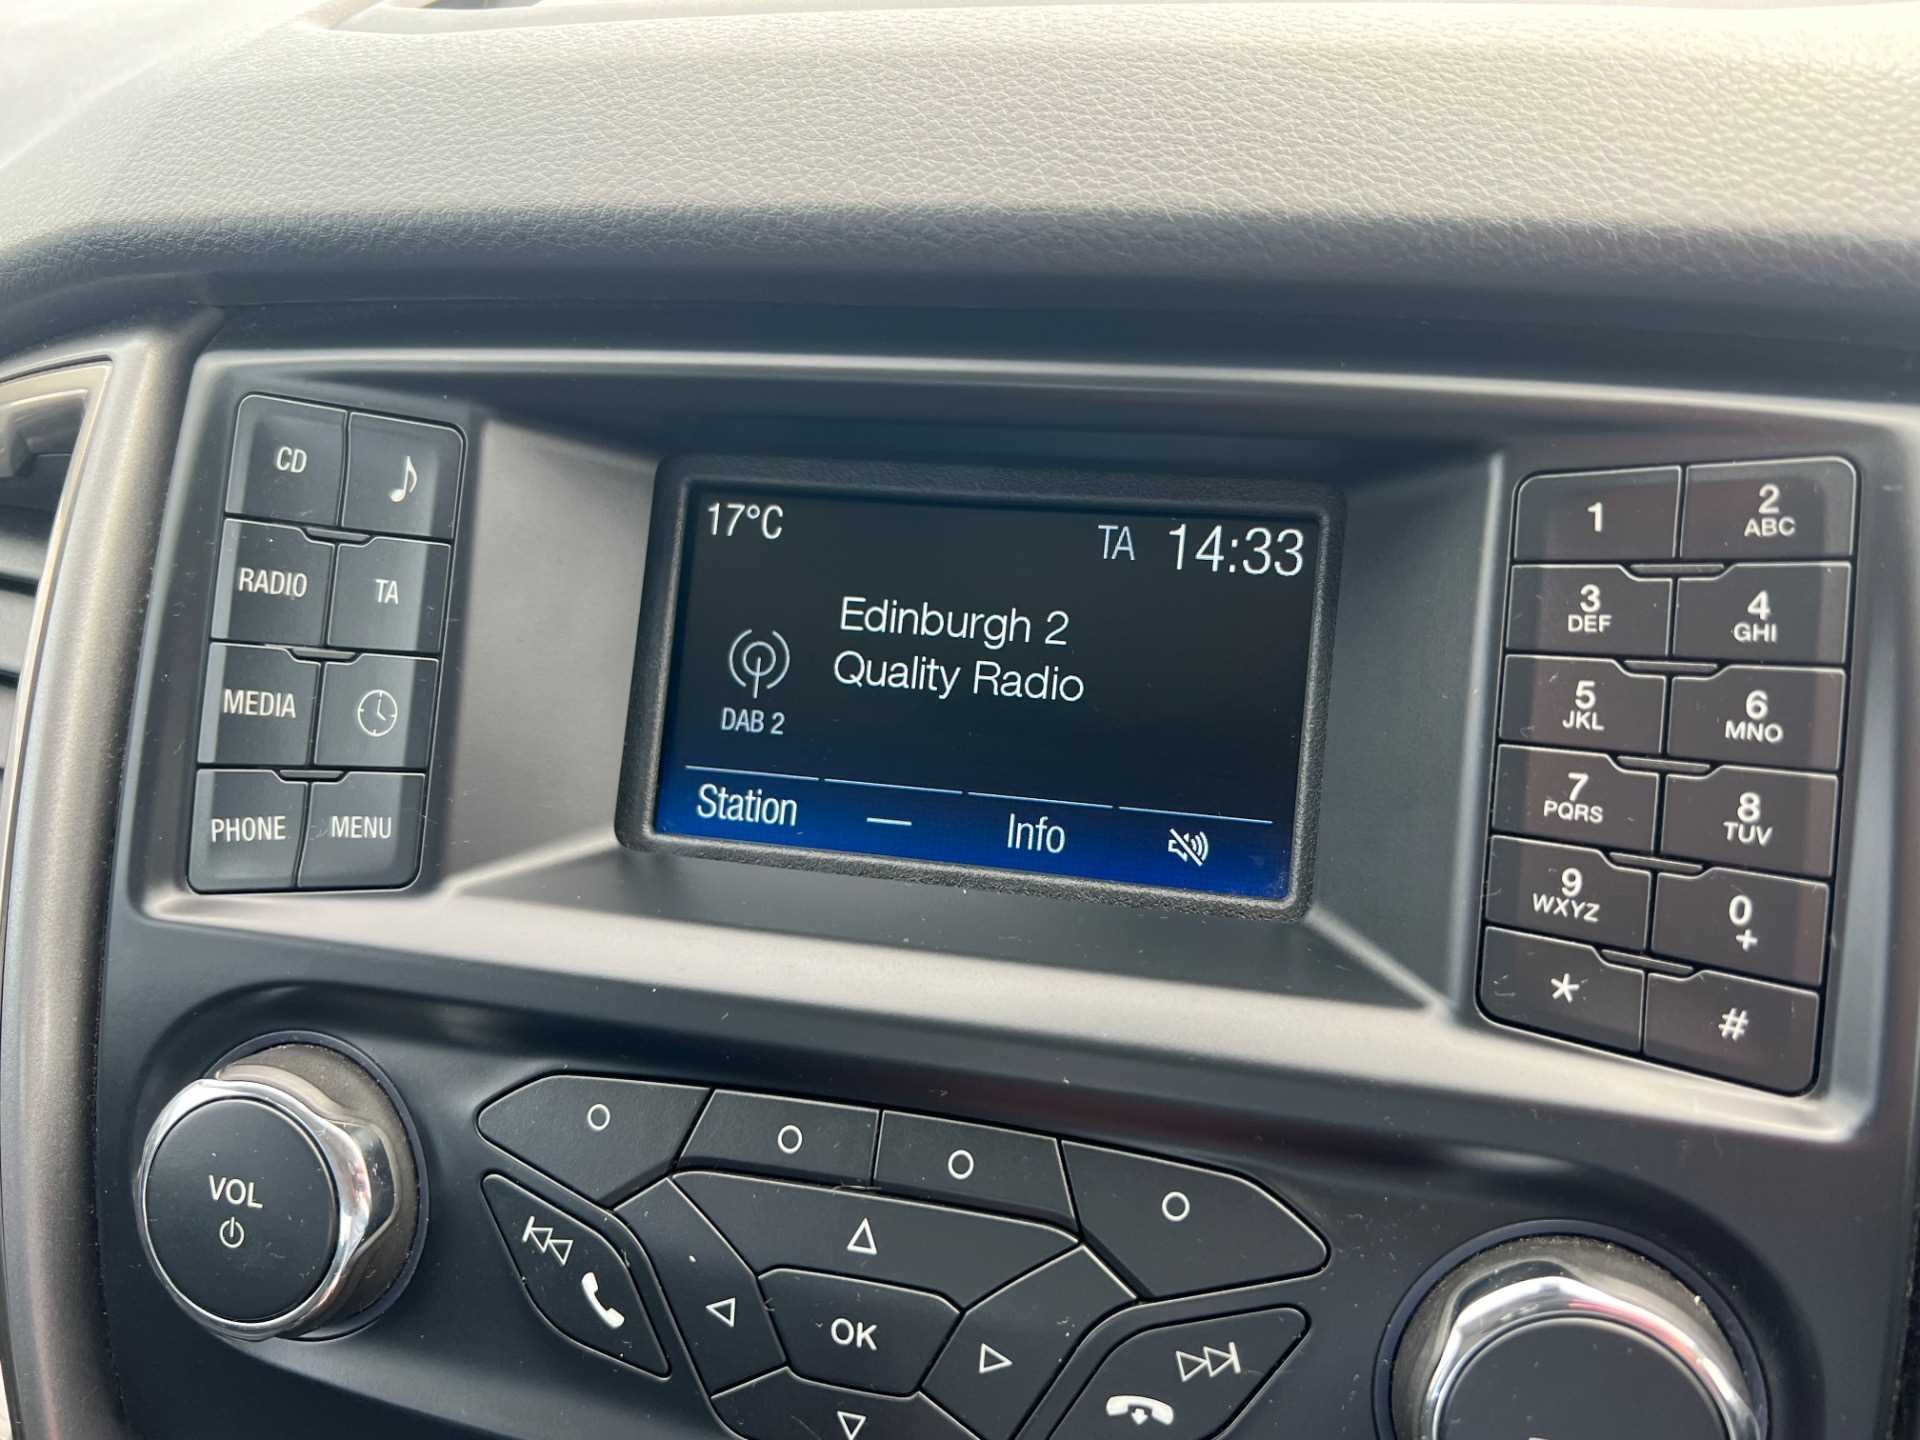 CD
RADIO TA
MEDIA
PHONE MENU
17°C TA 14:33
Edinburgh 2
Quality Radio
DAB 2
Station — Info
1 2
ABC
3 4
DEF GHI
5 6
JKL MNO
7 8
PQRS TUV
9 0
WXYZ +
* #
VOL
OK